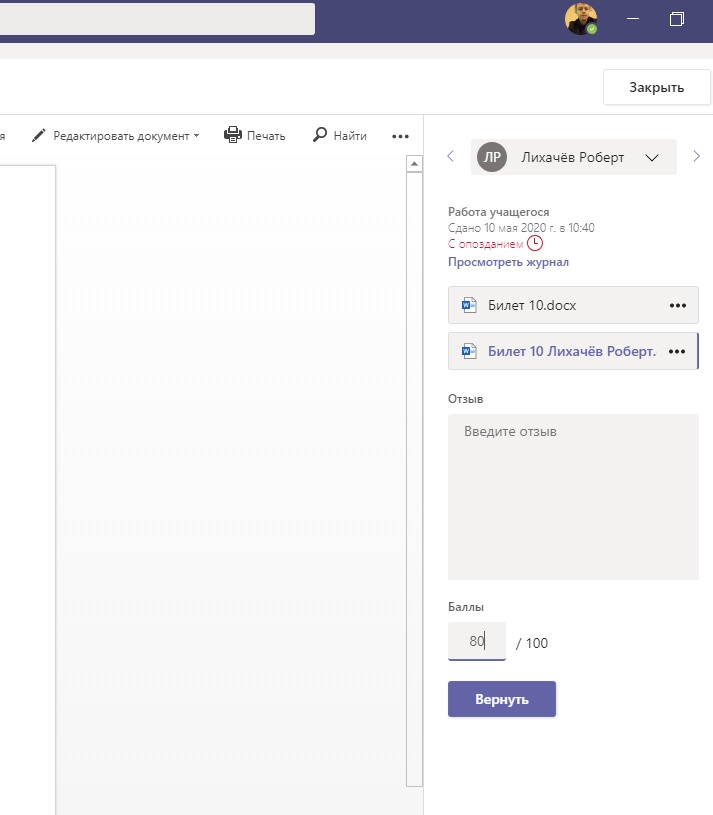 Закрыть
я Редактировать документ Печать Найти
ЛР Лихачёв Роберт
Работа учащегося
Сдано 10 мая 2020 г. в 10:40
С опозданием
Просмотреть журнал
Билет 10.docx
Билет 10 Лихачёв Роберт.
Отзыв
Введите отзыв
Баллы
80 / 100
Вернуть